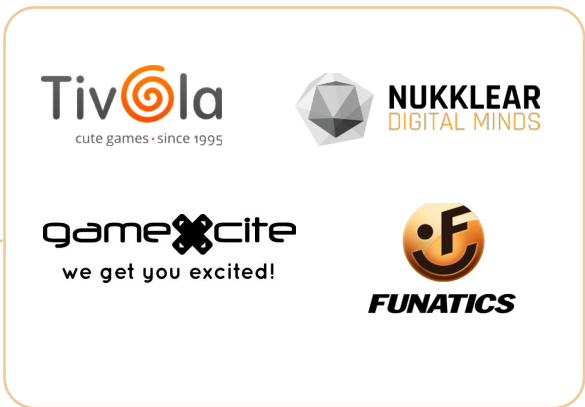 Tivola
cute games • since 1995
NUKKLEAR
DIGITAL MINDS
gameXcite
we get you excited!
F
FUNATICS